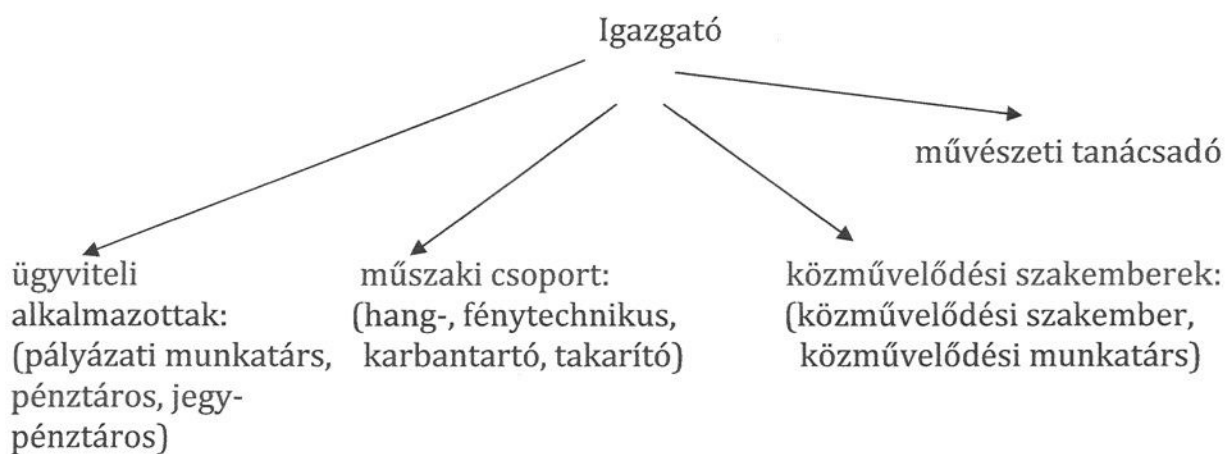 Igazgató
művészeti tanácsadó
ügyviteli
alkalmazottak:
(pályázati munkatárs,
pénztáros, jegy-
pénztáros)
műszaki csoport:
(hang-, fénytechnikus,
karbantartó, takarító)
közművelődési szakemberek:
(közművelődési szakember,
közművelődési munkatárs)